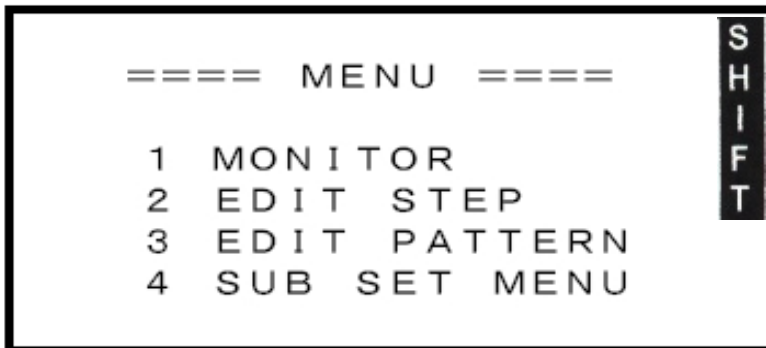 ==== MENU ====
1 MONITOR
2 EDIT STEP
3 EDIT PATTERN
4 SUB SET MENU
SHIFT